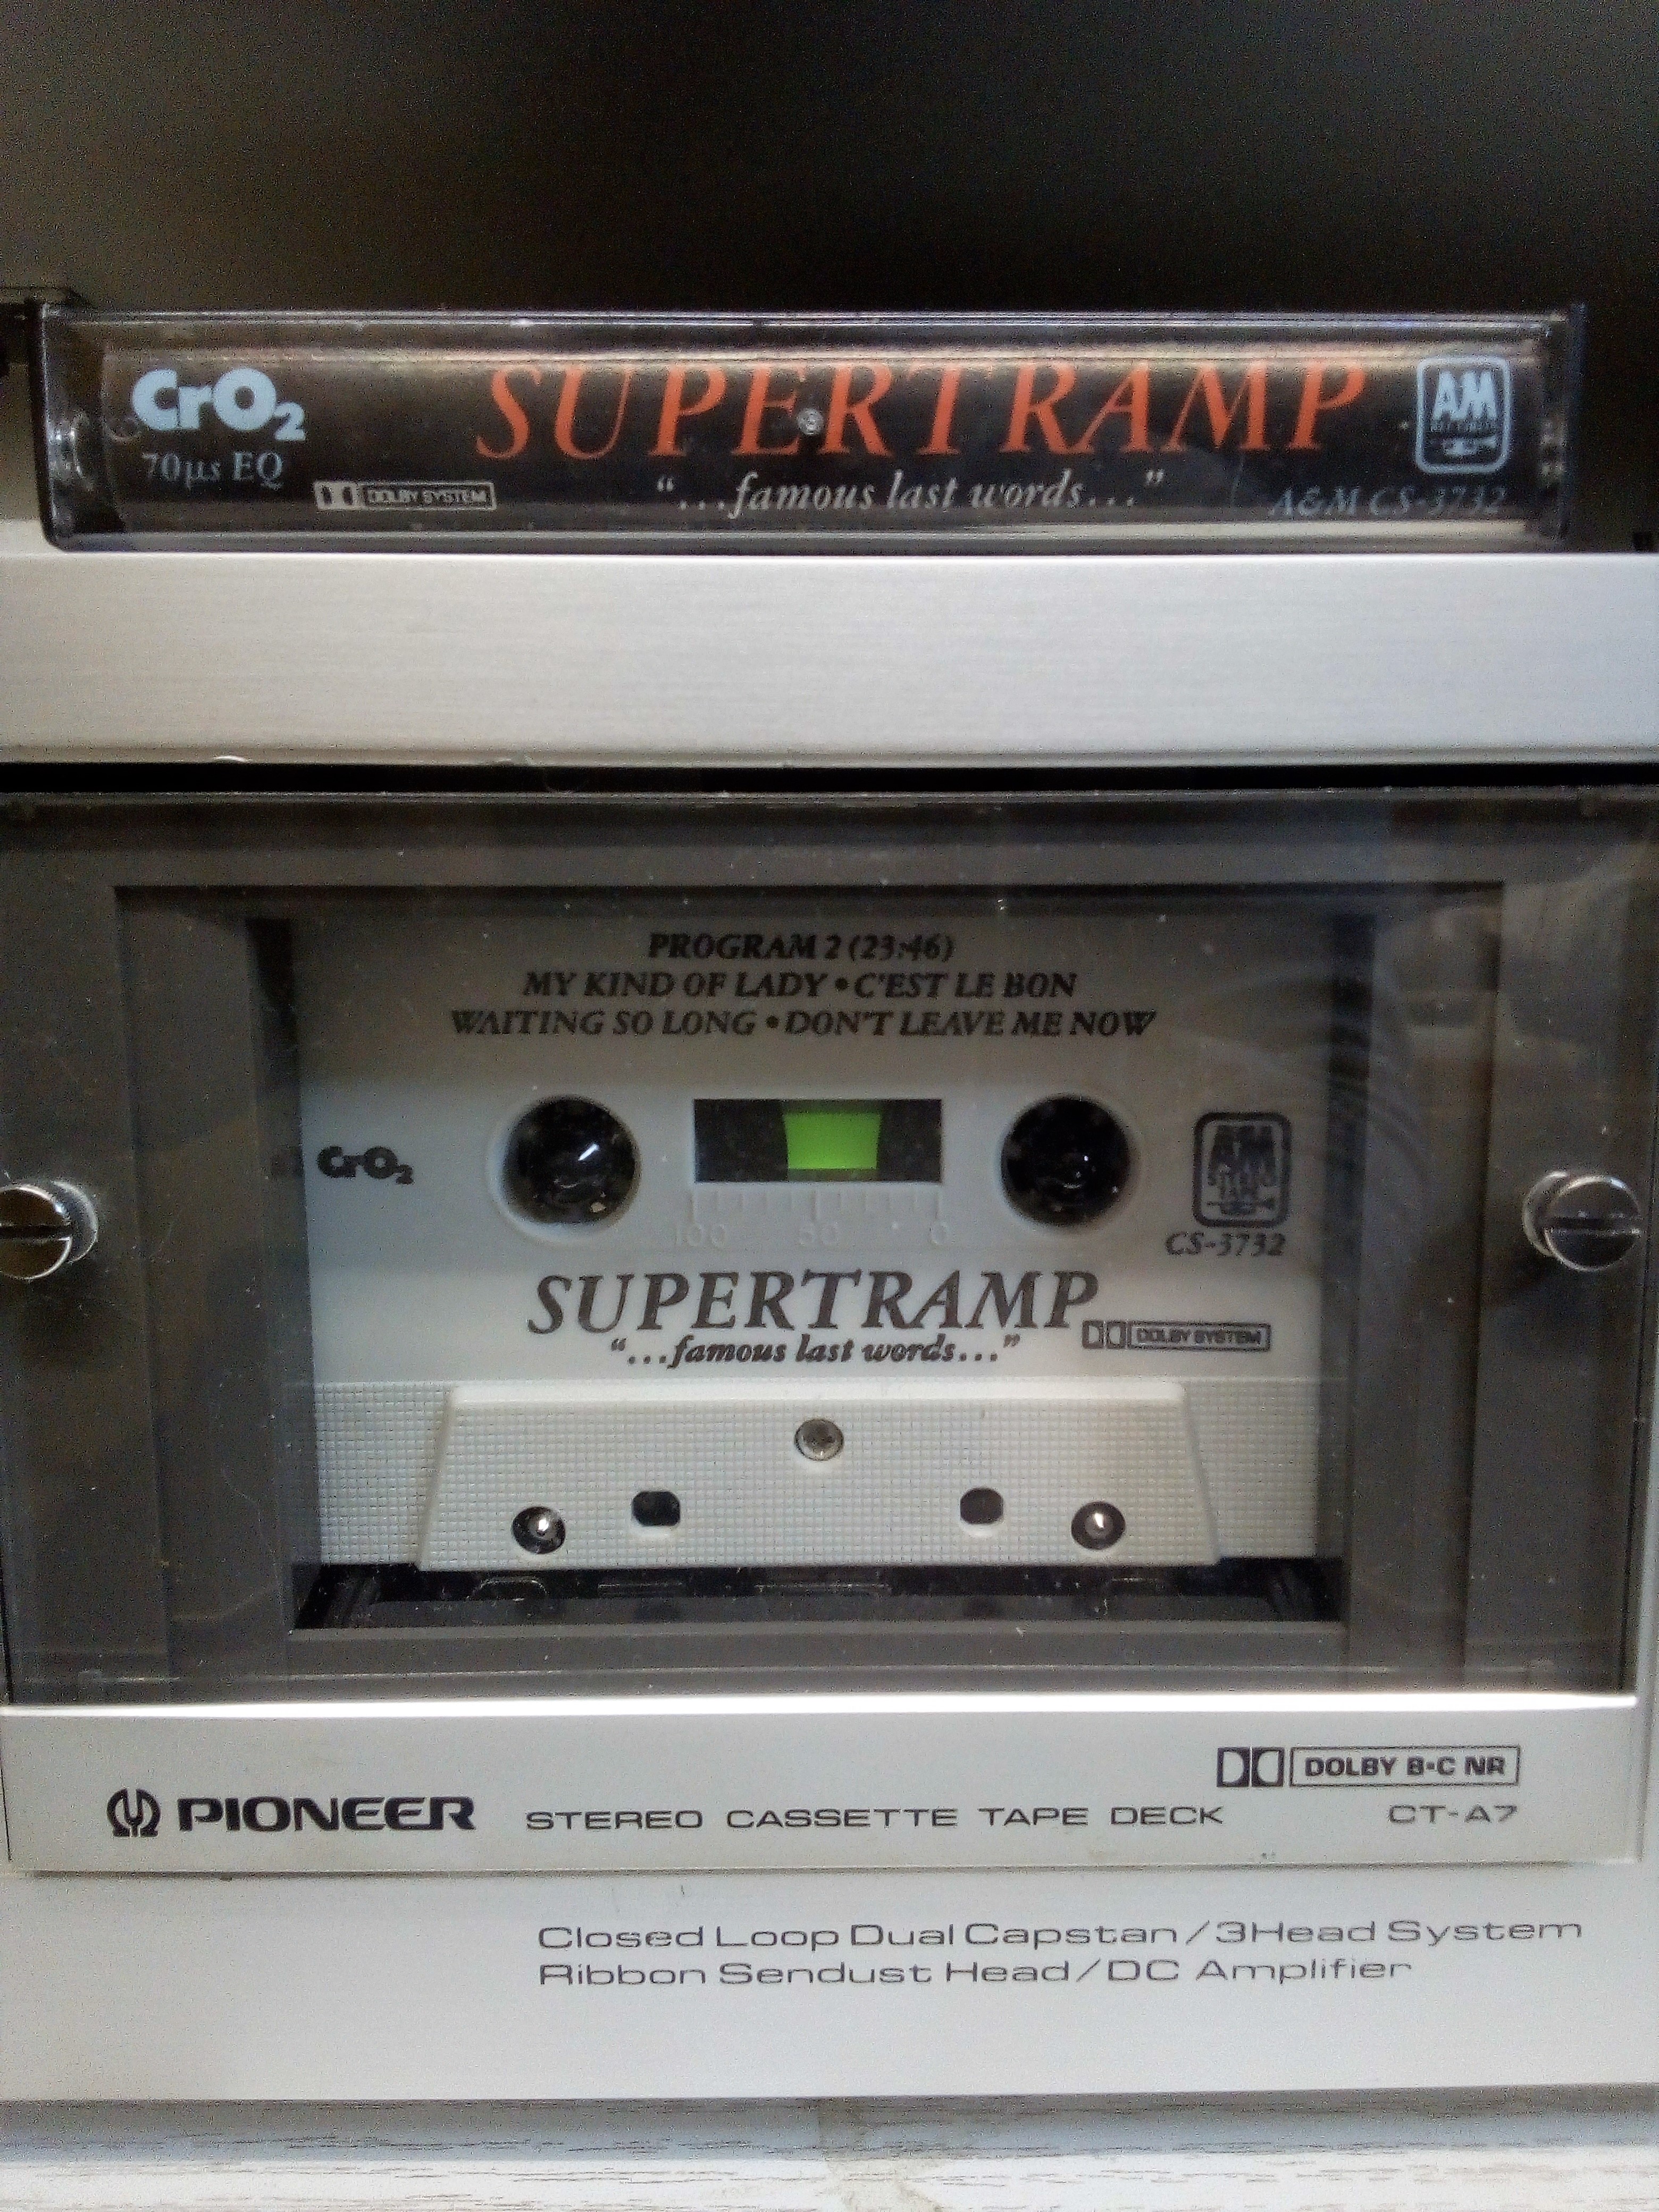 CrO2
70µs EQ
DOLBY SYSTEM
SUPERTRAMP
"...famous last words..."
A&M
A&M CS-3732
PROGRAM 2 (23:46)
MY KIND OF LADY • C'EST LE BON
WAITING SO LONG • DON'T LEAVE ME NOW
CrO2
100 50 0
A&M
STEREO
TAPE
CS-3732
SUPERTRAMP
"...famous last words..."
DOLBY SYSTEM
PIONEER
STEREO CASSETTE TAPE DECK
DOLBY B·C NR
CT-A7
Closed Loop Dual Capstan/3Head System
Ribbon Sendust Head/DC Amplifier